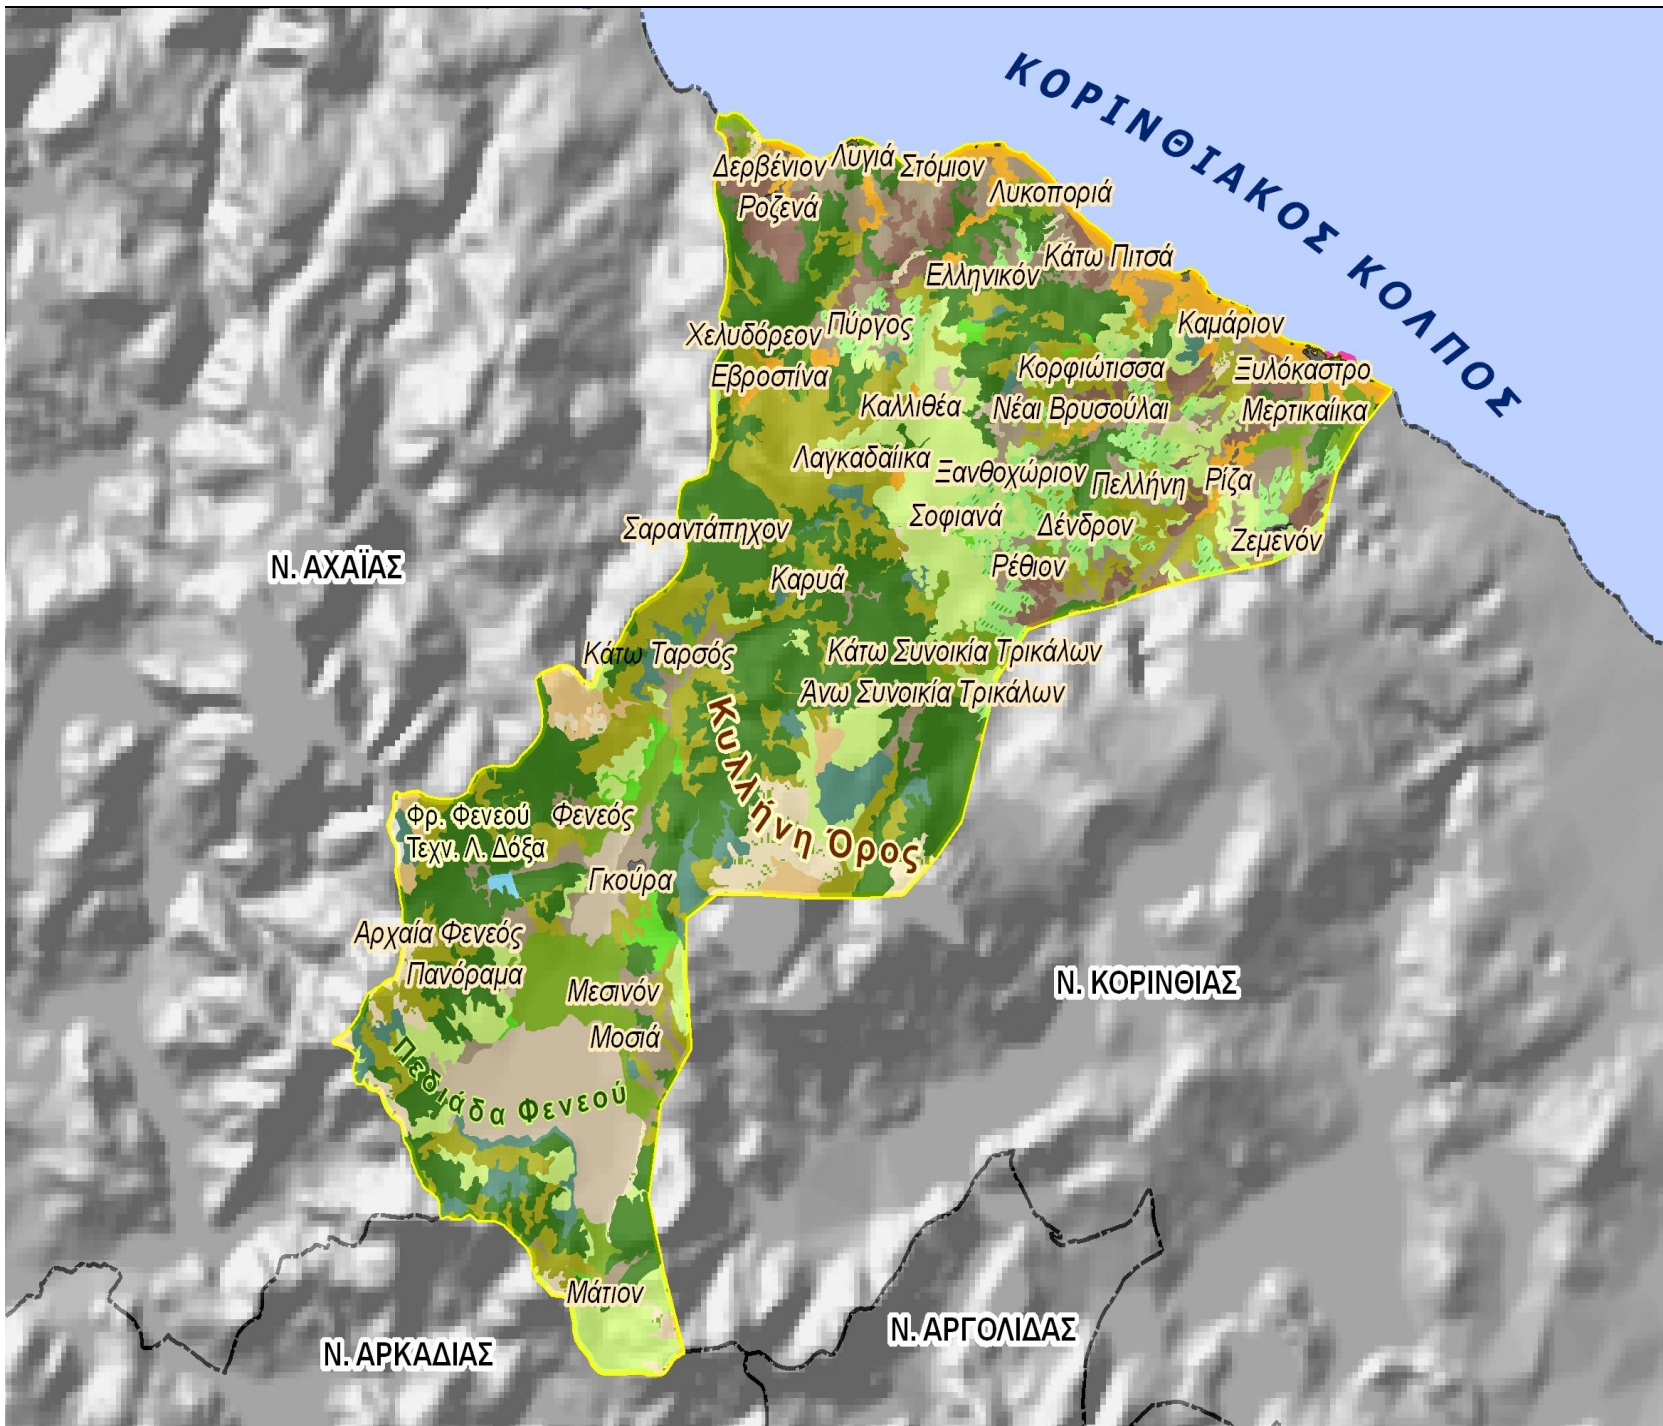 ΚΟΡΙΝΘΙΑΚΟΣ ΚΟΛΠΟΣ
Δερβένιον
Λυγιά
Στόμιον
Λυκοποριά
Ροζενά
Κάτω Πιτσά
Ελληνικόν
Χελυδόρεον
Πύργος
Καμάριον
Εβροστίνα
Κορφιώτισσα
Ξυλόκαστρο
Καλλιθέα
Νέαι Βρυσούλαι
Μερτικαίικα
Λαγκαδαίικα
Ξανθοχώριον
Πελλήνη
Ρίζα
Σαραντάπηχον
Σοφιανά
Δένδρον
Ζεμενόν
Ν. ΑΧΑΪΑΣ
Καρυά
Ρέθιον
Κάτω Ταρσός
Κάτω Συνοικία Τρικάλων
Άνω Συνοικία Τρικάλων
Κυλλήνη Όρος
Φρ. Φενεού
Φενεός
Τεχν. Λ. Δόξα
Γκούρα
Αρχαία Φενεός
Πανόραμα
Μεσινόν
Ν. ΚΟΡΙΝΘΙΑΣ
Μοσιά
Πεδιάδα Φενεού
Μάτιον
Ν. ΑΡΓΟΛΙΔΑΣ
Ν. ΑΡΚΑΔΙΑΣ